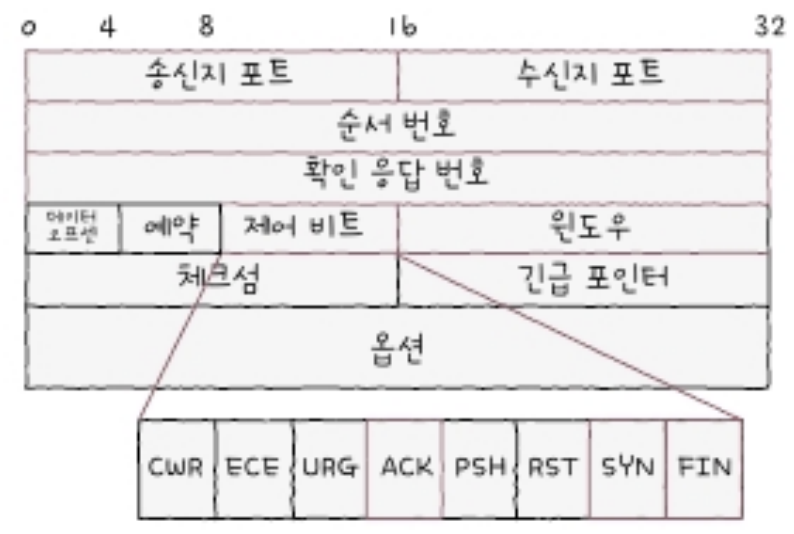 0 4 8 16 32
송신지 포트 수신지 포트
순서 번호
확인 응답 번호
데이터 오프셋 예약 제어 비트 윈도우
체크섬 긴급 포인터
옵션
CWR ECE URG ACK PSH RST SYN FIN